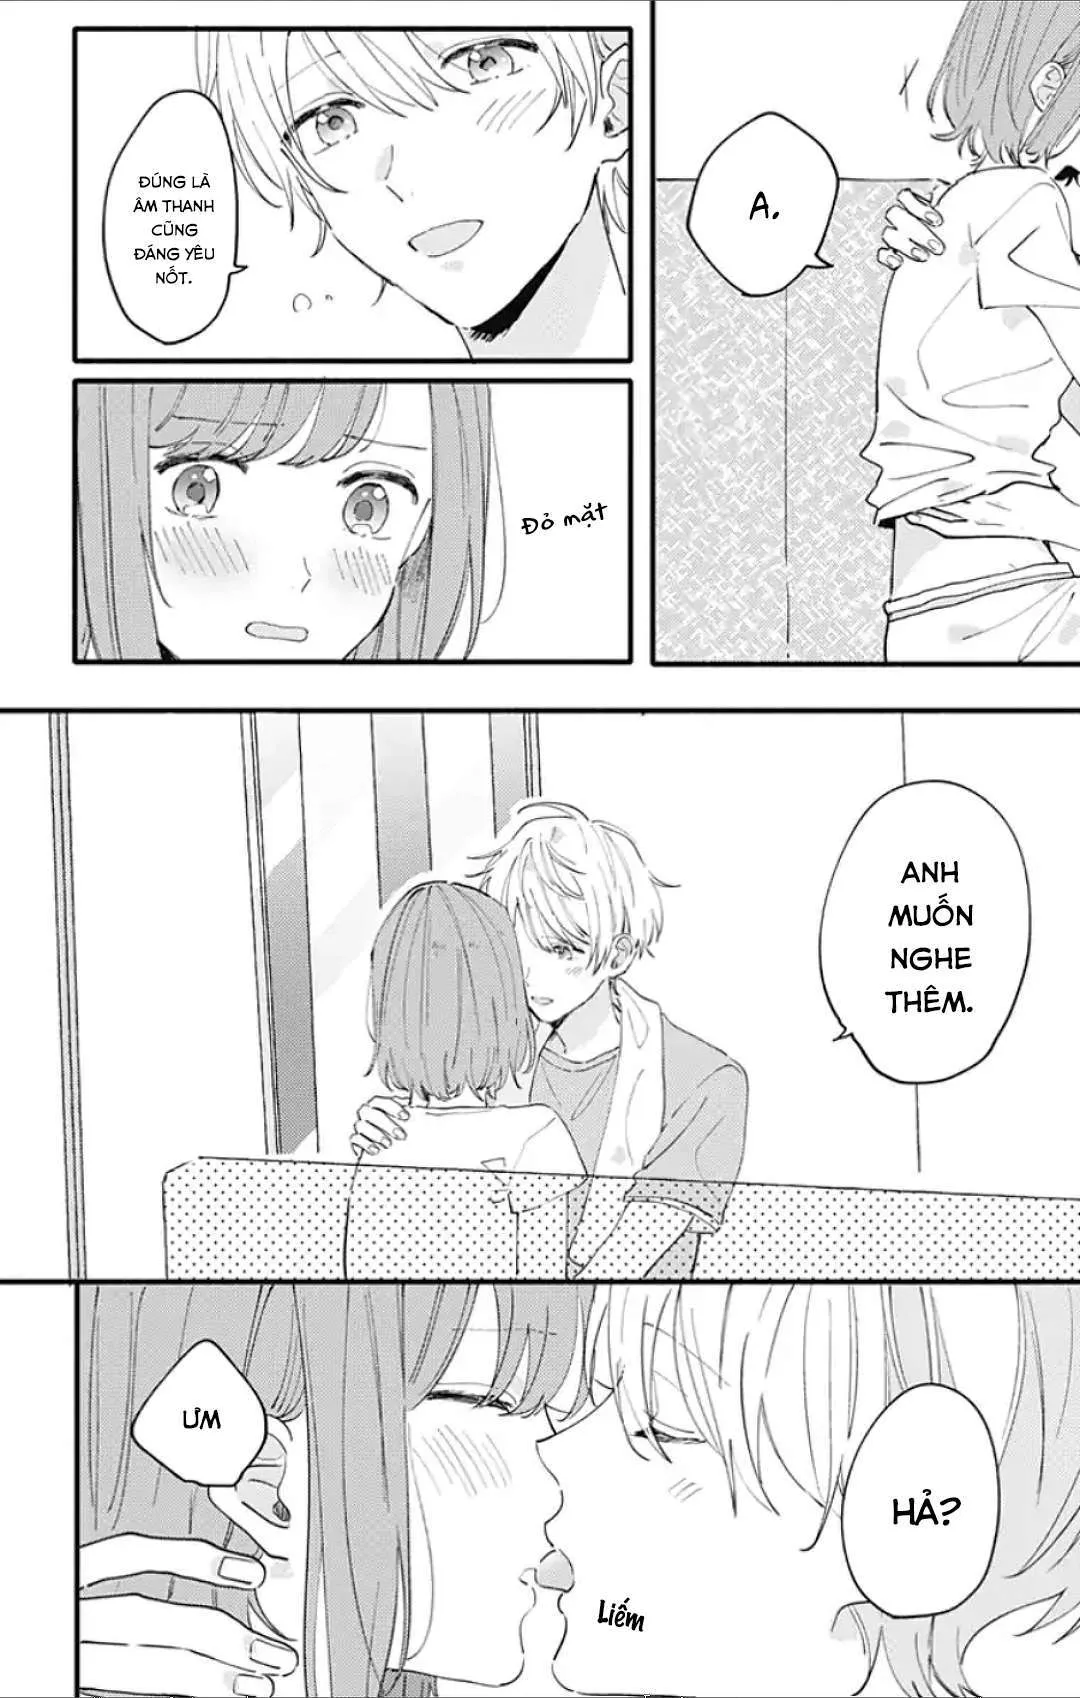 A.
ĐÚNG LÀ
ÂM THANH
CŨNG
ĐÁNG YÊU
NỐT.
Đỏ mặt
ANH
MUỐN
NGHE
THÊM.
HẢ?
ƯM
Liếm